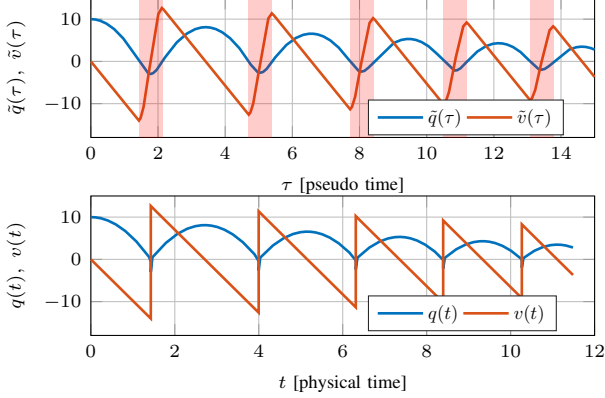 10
0
−10
q̃(τ), ṽ(τ)
q̃(τ) ṽ(τ)
0 2 4 6 8 10 12 14
τ [pseudo time]
10
0
−10
q(t), v(t)
q(t) v(t)
0 2 4 6 8 10 12
t [physical time]